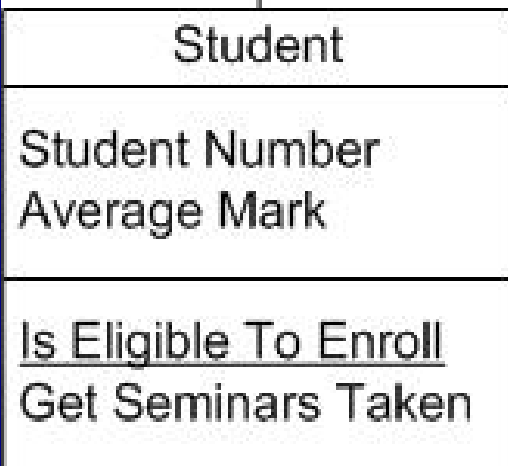 Student
Student Number
Average Mark
Is Eligible To Enroll
Get Seminars Taken